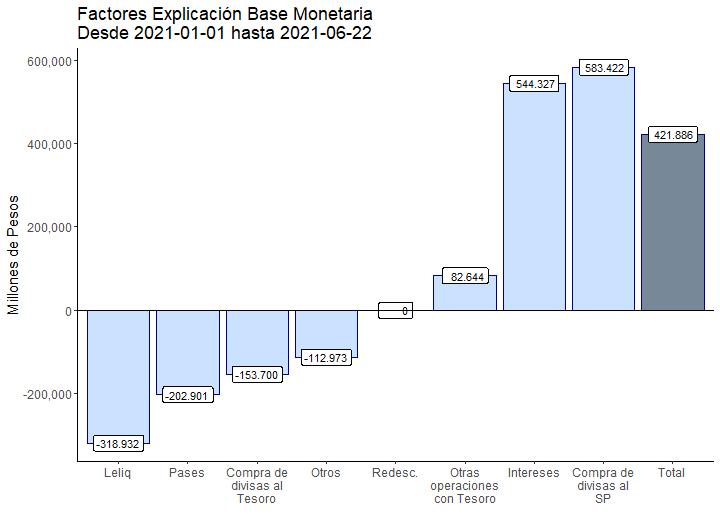 Factores Explicación Base Monetaria
Desde 2021-01-01 hasta 2021-06-22
Millones de Pesos
600,000
400,000
200,000
0
-200,000
-318.932
-202.901
-153.700
-112.973
0
82.644
544.327
583.422
421.886
Leliq
Pases
Compra de
divisas al
Tesoro
Otros
Redesc.
Otras
operaciones
con Tesoro
Intereses
Compra de
divisas al
SP
Total